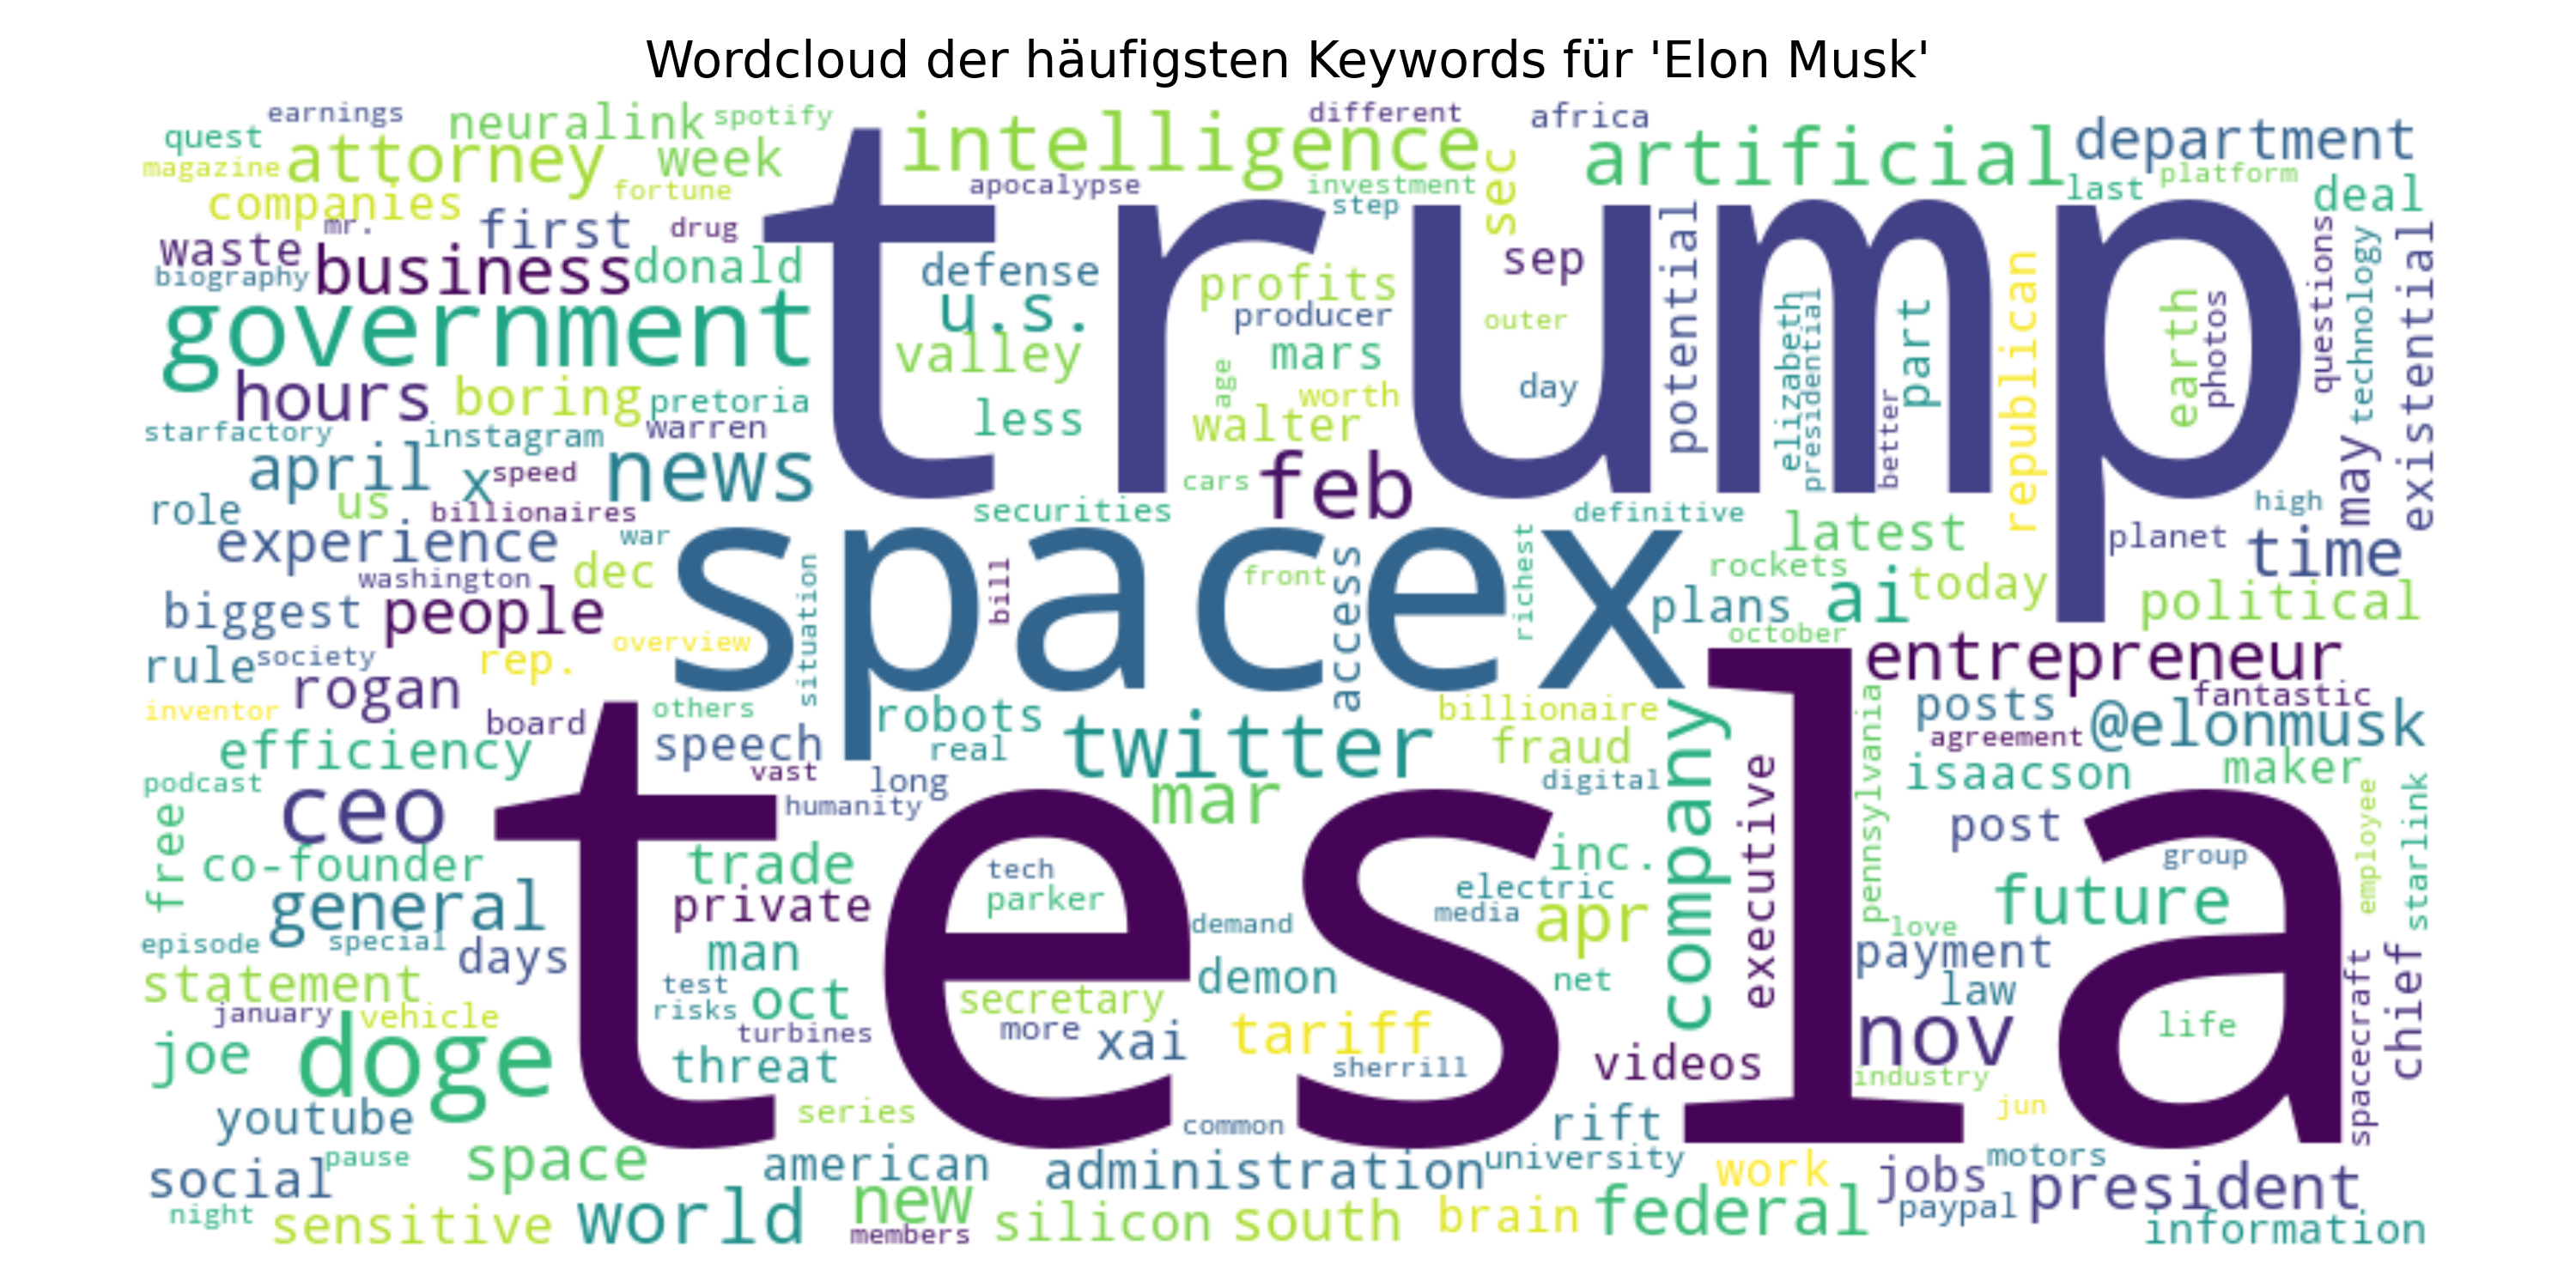 Wordcloud der häufigsten Keywords für 'Elon Musk'
earnings
neuralink
spotify
different
africa
quest
attorney
week
intelligence
artificial
department
magazine
fortune
apocalypse
investment
sec
last
platform
companies
step
deal
mr.
first
drug
trump
waste
business
donald
defense
profits
sep
potential
republican
questions
technology
existential
biography
government
u.s.
producer
outer
elizabeth
presidential
part
earth
photos
valley
mars
hours
boring
pretoria
less
age
worth
day
better
starfactory
instagram
warren
walter
april
x
speed
news
cars
feb
may
role
us
billionaires
securities
definitive
high
experience
war
spacex
richest
latest
planet
time
washington
dec
situation
bill
front
access
rockets
ai
today
biggest
people
plans
political
rule
society
rep.
overview
october
entrepreneur
rogan
inventor
board
others
robots
billionaire
pennsylvania
posts
fantastic
efficiency
speech
real
twitter
fraud
company
agreement
@elonmusk
podcast
vast
long
digital
executive
isaacson
maker
ceo
humanity
mar
tesla
post
employee
starlink
free
co-founder
trade
tech
inc.
group
general
private
parker
electric
future
episode
special
days
demand
media
apr
love
man
payment
statement
test
oct
secretary
demon
net
law
spacecraft
chief
january
vehicle
risks
turbines
more
xai
tariff
nov
life
joe
doge
threat
sherrill
videos
industry
youtube
series
common
rift
jun
social
pause
space
american
administration
university
work
jobs
motors
president
night
sensitive
world
new
members
silicon
south
brain
federal
paypal
information